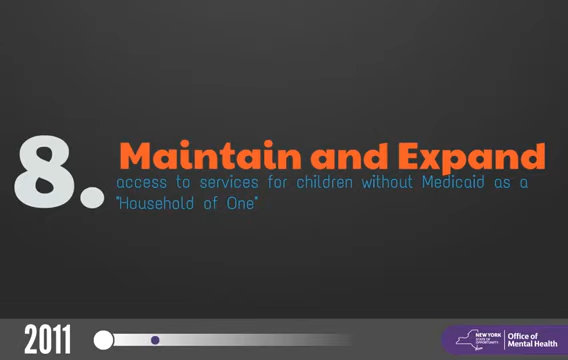 8.
Maintain and Expand
access to services for children without Medicaid as a
"Household of One"
2011
NEW YORK
STATE OF
OPPORTUNITY
Office of
Mental Health